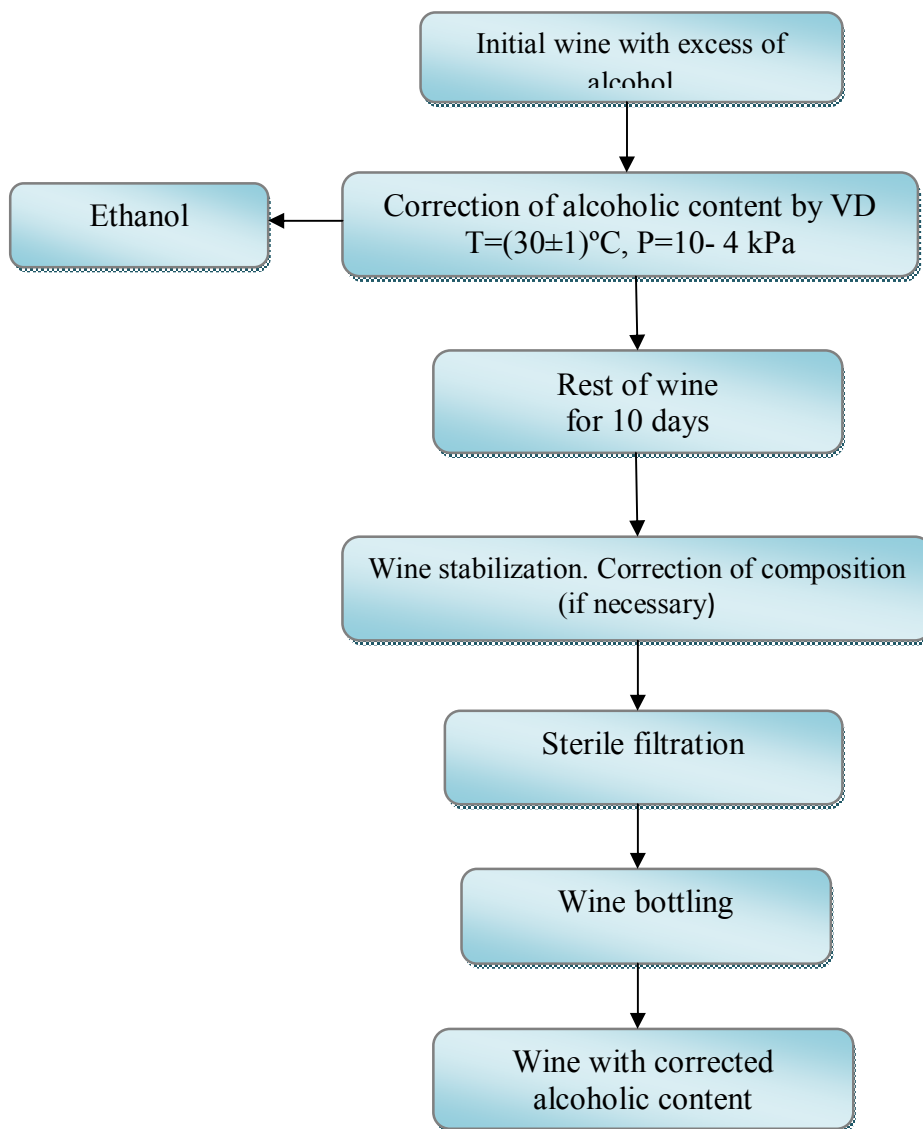 Initial wine with excess of
alcohol
Ethanol
Correction of alcoholic content by VD
T=(30±1)ºC, P=10- 4 kPa
Rest of wine
for 10 days
Wine stabilization. Correction of composition
(if necessary)
Sterile filtration
Wine bottling
Wine with corrected
alcoholic content